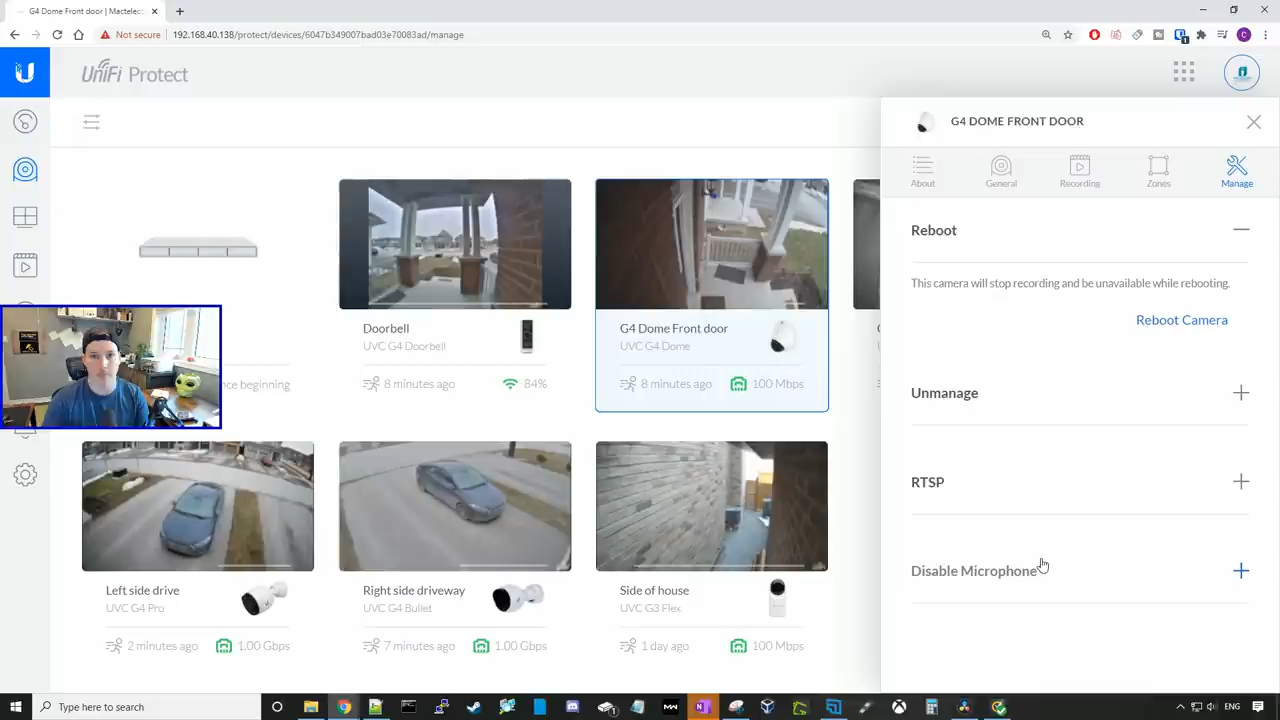 G4 Dome Front door | Mactelec
Not secure
192.168.40.138/protect/devices/6047b349007bad03e70083ad/manage
UniFi Protect
G4 DOME FRONT DOOR
About
General
Recording
Zones
Manage
Reboot
This camera will stop recording and be unavailable while rebooting.
Reboot Camera
Unmanage
RTSP
Disable Microphone
Doorbell
UVC G4 Doorbell
8 minutes ago
84%
G4 Dome Front door
UVC G4 Dome
8 minutes ago
100 Mbps
nce beginning
Left side drive
UVC G4 Pro
2 minutes ago
1.00 Gbps
Right side driveway
UVC G4 Bullet
7 minutes ago
1.00 Gbps
Side of house
UVC G3 Flex
1 day ago
100 Mbps
Type here to search
ENG